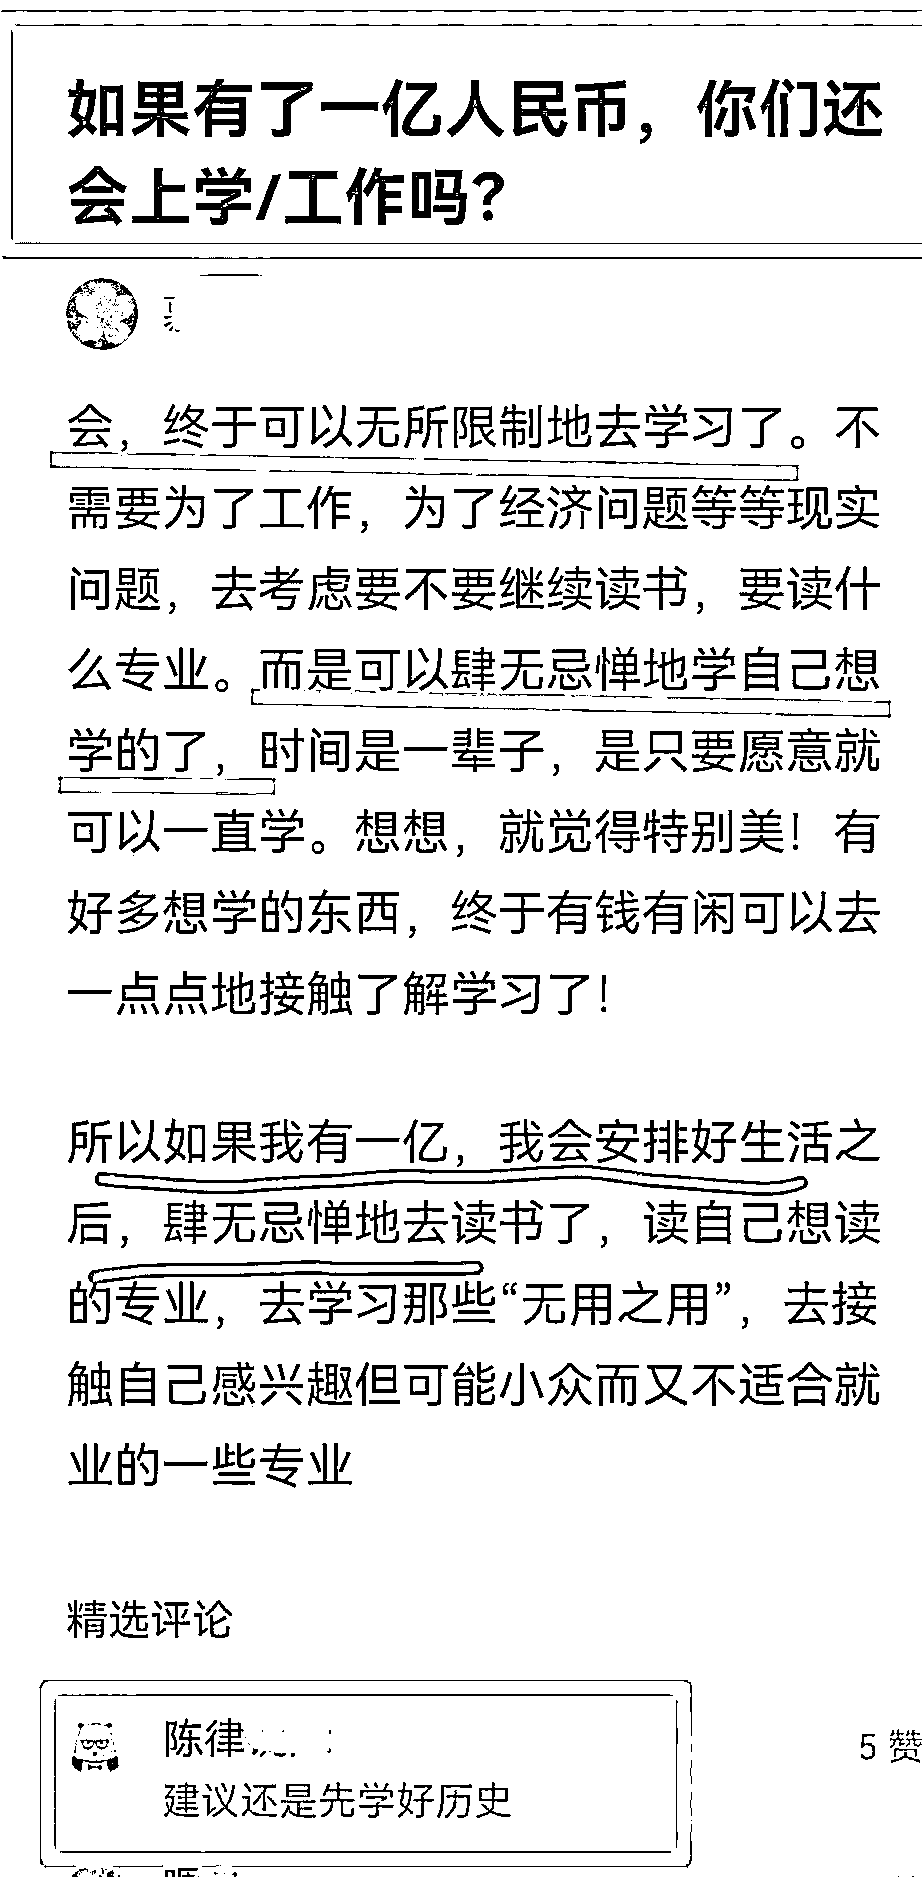 如果有了一亿人民币，你们还
会上学/工作吗？
会，终于可以无所限制地去学习了。不
需要为了工作，为了经济问题等等现实
问题，去考虑要不要继续读书，要读什
么专业。而是可以肆无忌惮地学自己想
学的了，时间是一辈子，是只要愿意就
可以一直学。想想，就觉得特别美！有
好多想学的东西，终于有钱有闲可以去
一点点地接触了解学习了！
所以如果我有一亿，我会安排好生活之
后，肆无忌惮地去读书了，读自己想读
的专业，去学习那些“无用之用”，去接
触自己感兴趣但可能小众而又不适合就
业的一些专业
精选评论
陈律
5 赞
建议还是先学好历史